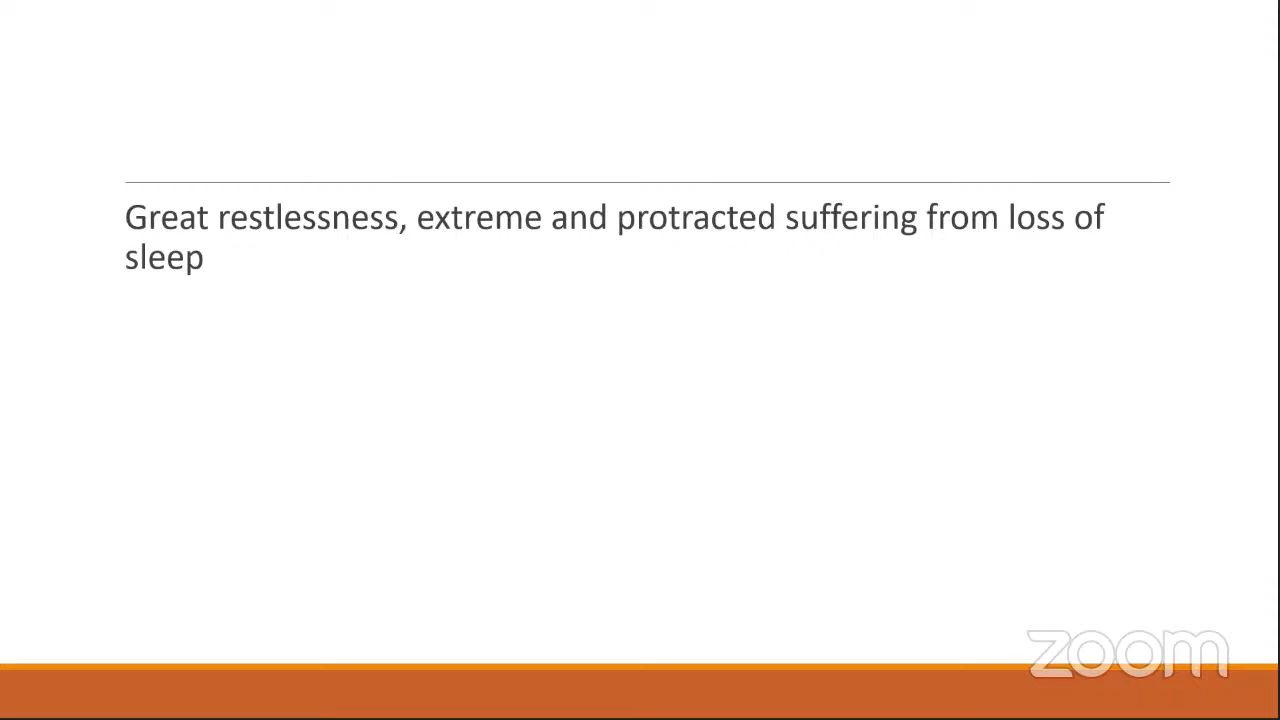 Great restlessness, extreme and protracted suffering from loss of
sleep
zoom